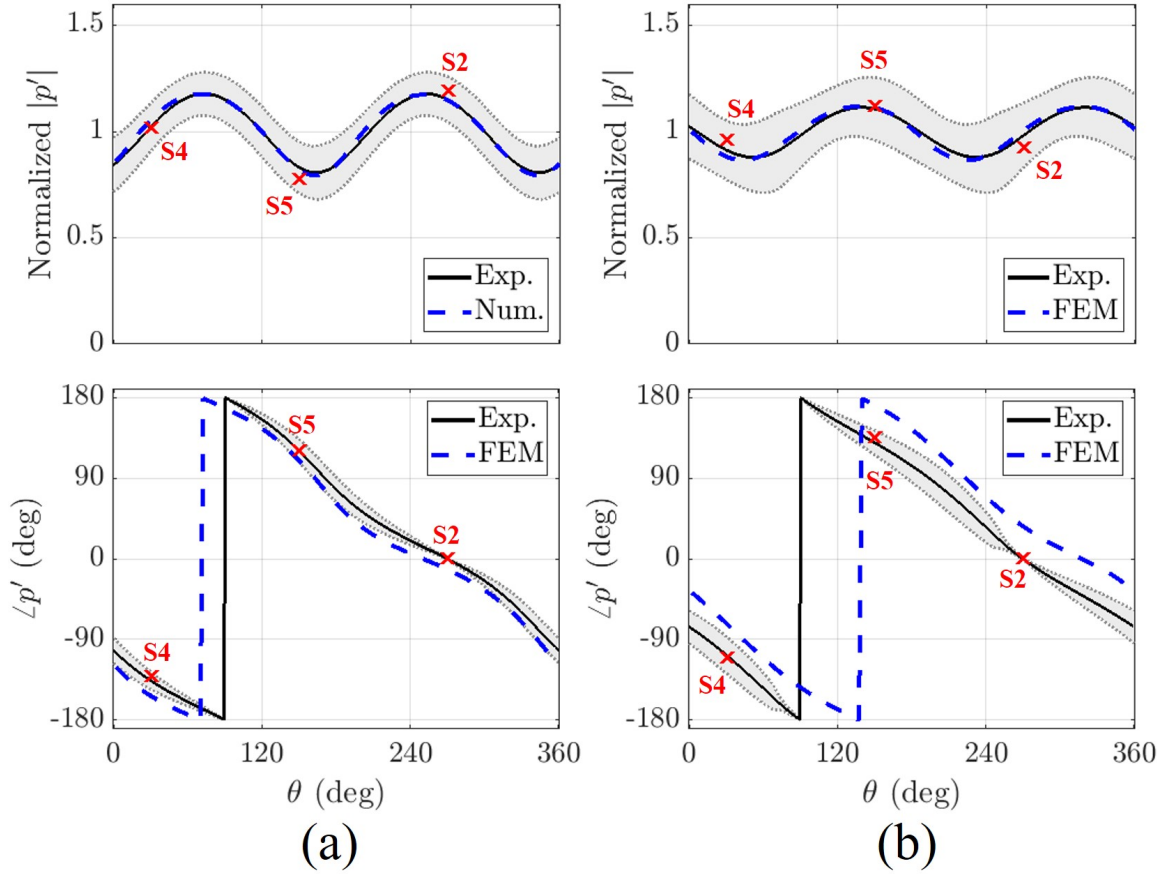 1.5
1
0.5
0
Normalized |p′|
S4
S5
S2
Exp.
Num.
1.5
1
0.5
0
Normalized |p′|
S4
S5
S2
Exp.
FEM
180
90
0
-90
-180
∠p′ (deg)
S5
S2
S4
Exp.
FEM
0 120 240 360
θ (deg)
(a)
180
90
0
-90
-180
∠p′ (deg)
S5
S2
S4
Exp.
FEM
0 120 240 360
θ (deg)
(b)